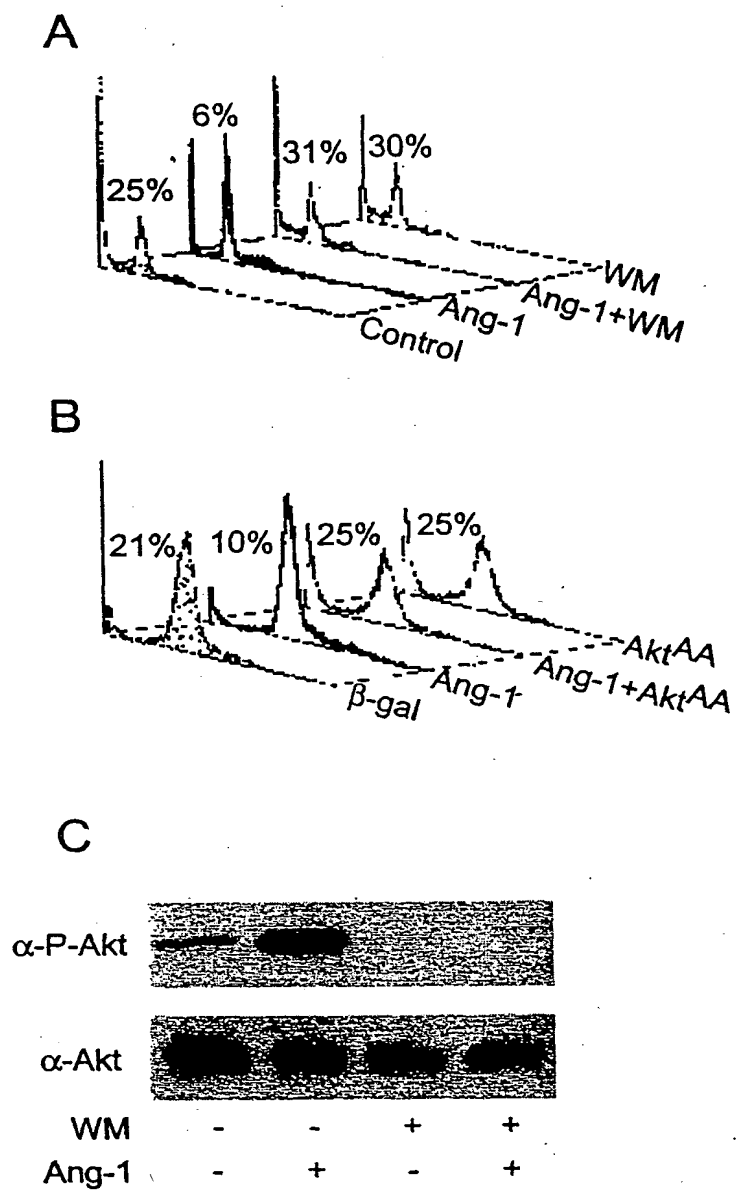 A
6%
31% 30%
25%
WM
Ang-1+WM
Ang-1
Control
B
21% 10% 25% 25%
AktAA
Ang-1+AktAA
Ang-1
β-gal
C
α-P-Akt
α-Akt
WM - - + +
Ang-1 - + - +